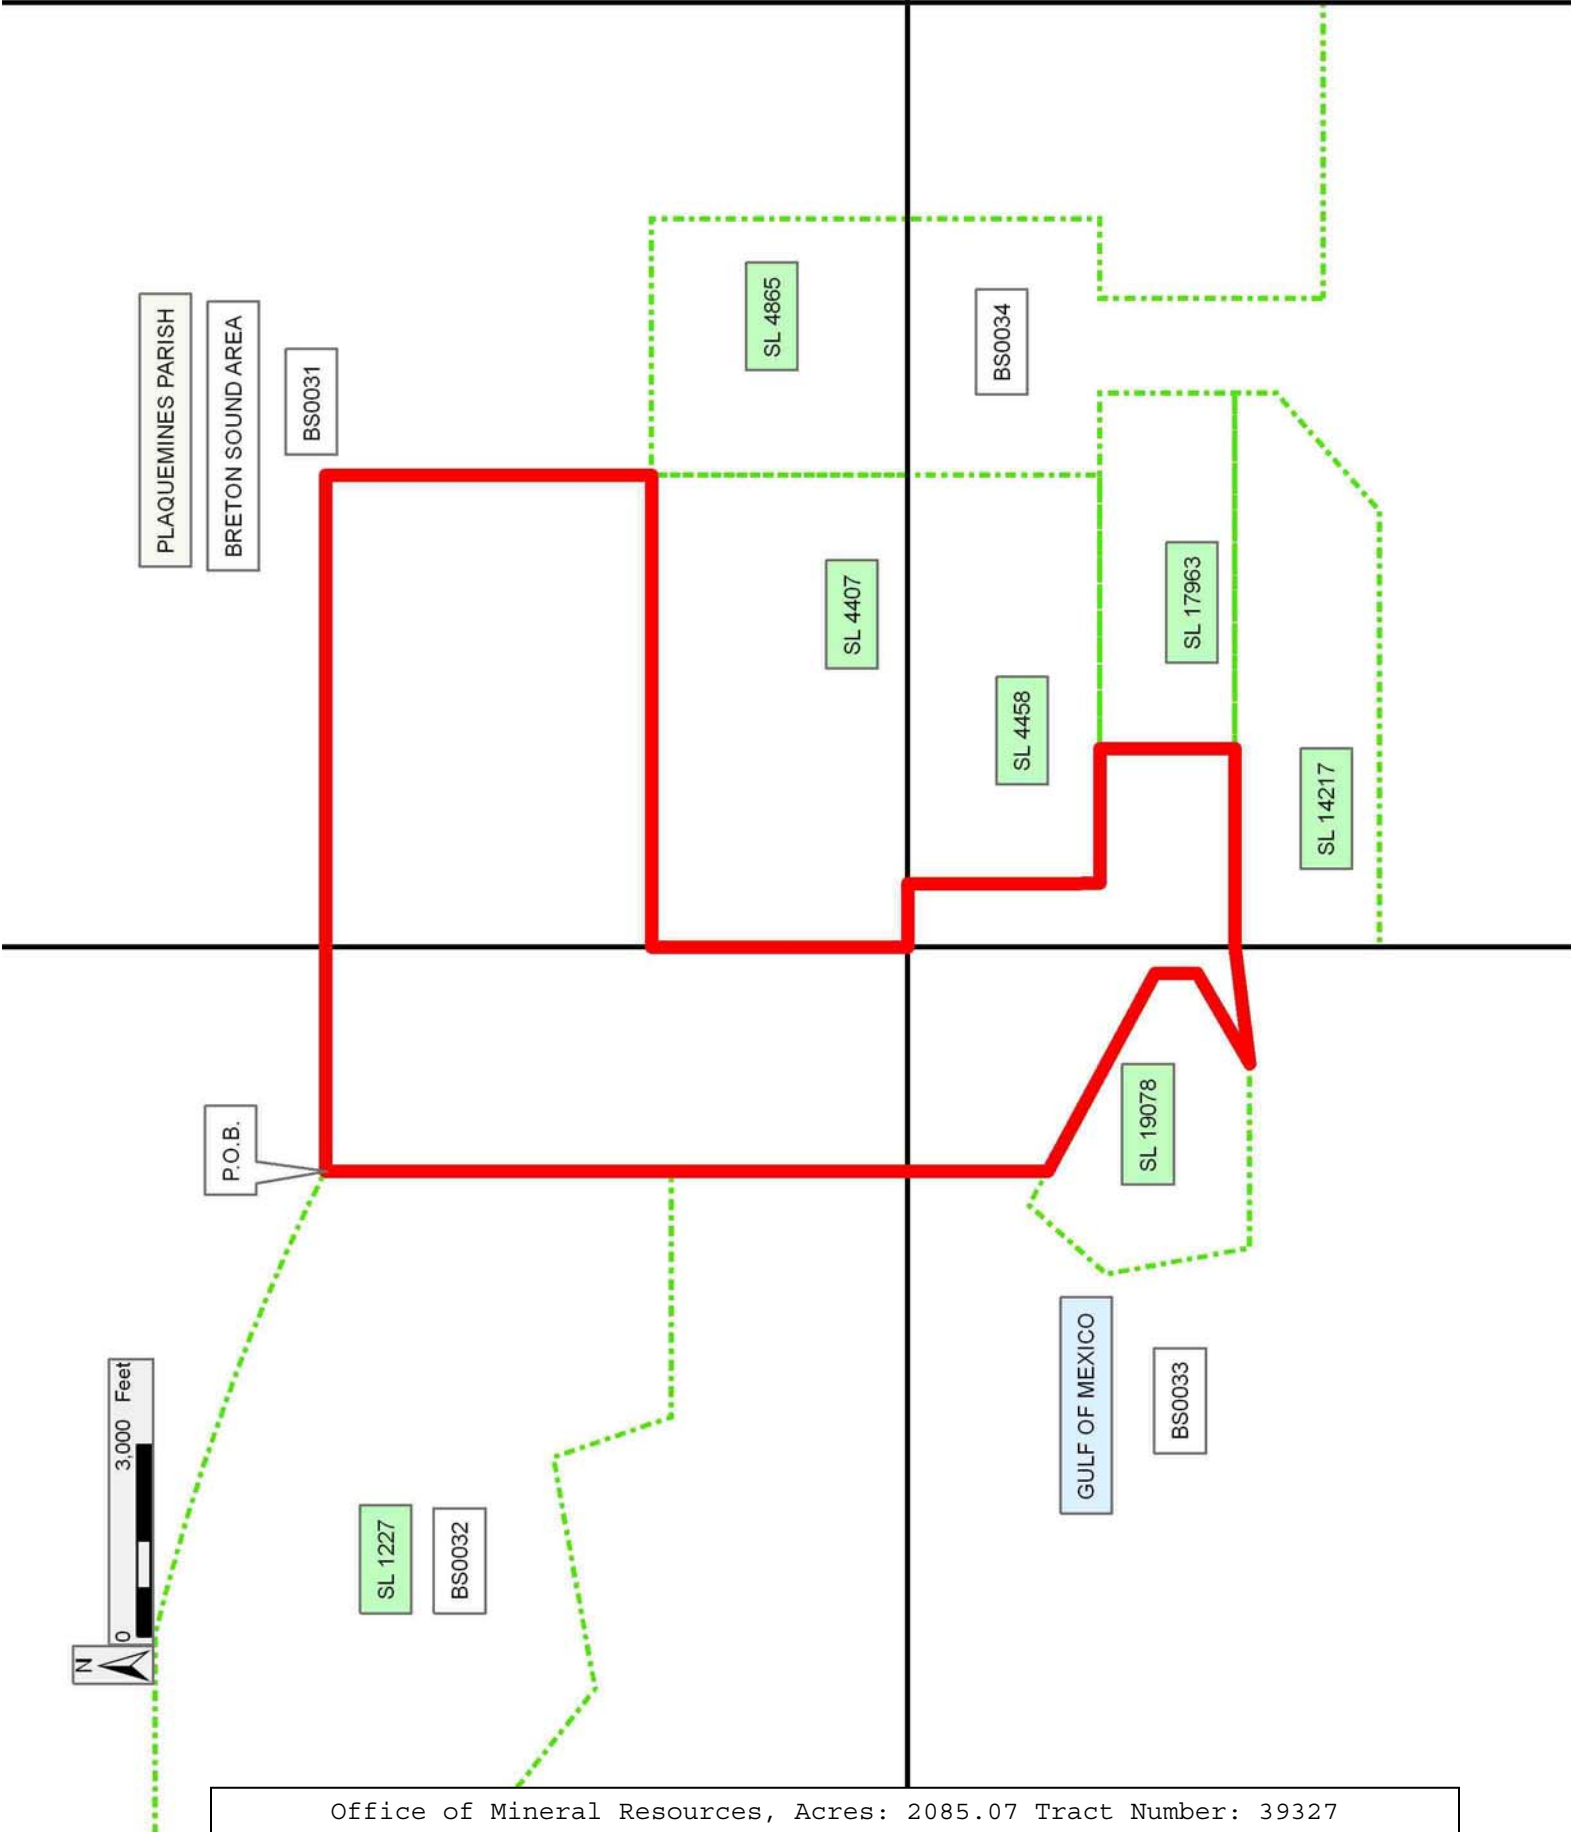 PLAQUEMINES PARISH
BRETON SOUND AREA
BS0031
SL 4865
BS0034
SL 4407
SL 17963
SL 4458
SL 14217
P.O.B.
SL 19078
GULF OF MEXICO
BS0033
0 3,000 Feet
N
SL 1227
BS0032
Office of Mineral Resources, Acres: 2085.07 Tract Number: 39327